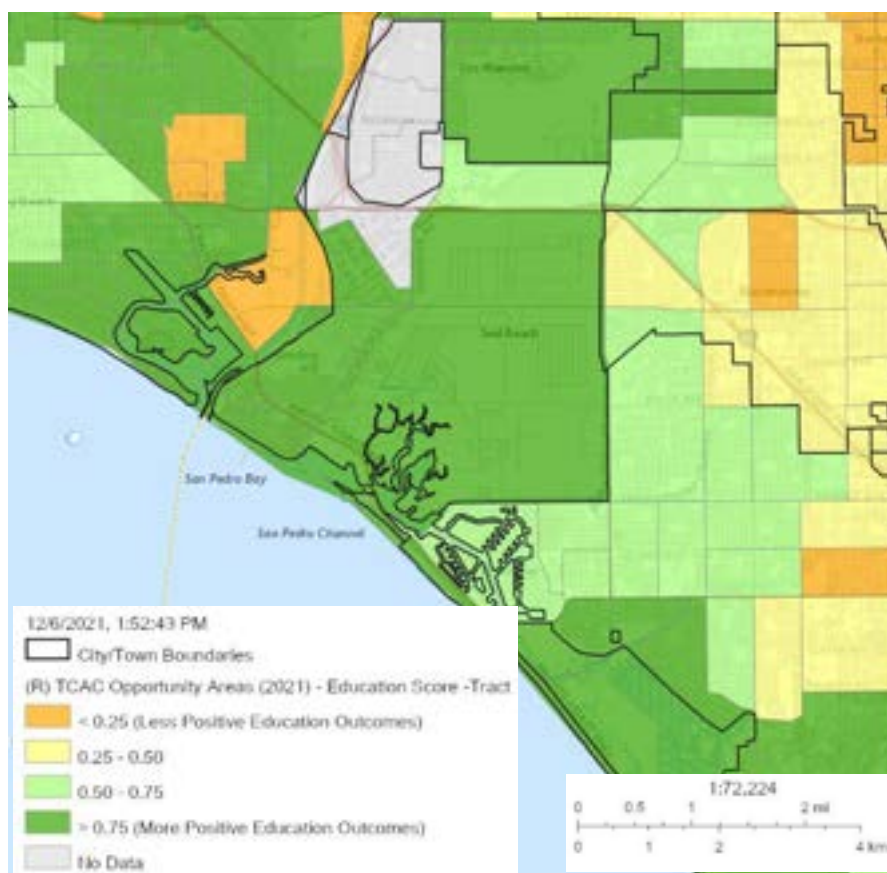 Los Alamitos
Seal Beach
San Pedro Bay
San Pedro Channel
12/6/2021, 1:52:43 PM
City/Town Boundaries
(R) TCAC Opportunity Areas (2021) - Education Score -Tract
< 0.25 (Less Positive Education Outcomes)
0.25 - 0.50
0.50 - 0.75
> 0.75 (More Positive Education Outcomes)
No Data
1:72,224
0 0.5 1 2 mi
0 1 2 4 km